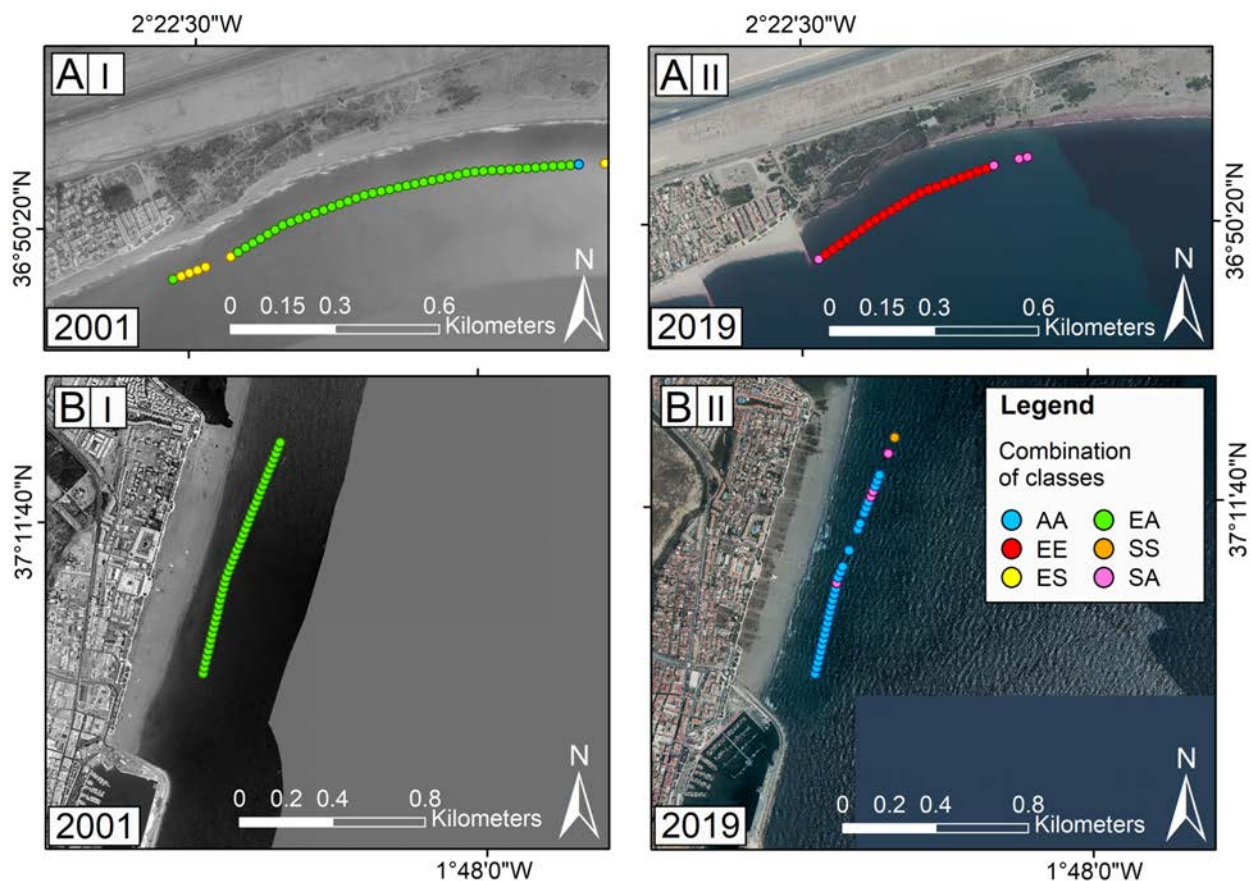 2°22'30"W
2°22'30"W
A I
A II
36°50'20"N
36°50'20"N
N
N
0 0.15 0.3 0.6
Kilometers
0 0.15 0.3 0.6
Kilometers
2001
2019
B I
B II
Legend
Combination
of classes
AA EA
EE SS
ES SA
37°11'40"N
37°11'40"N
N
N
0 0.2 0.4 0.8
Kilometers
0 0.2 0.4 0.8
Kilometers
2001
2019
1°48'0"W
1°48'0"W